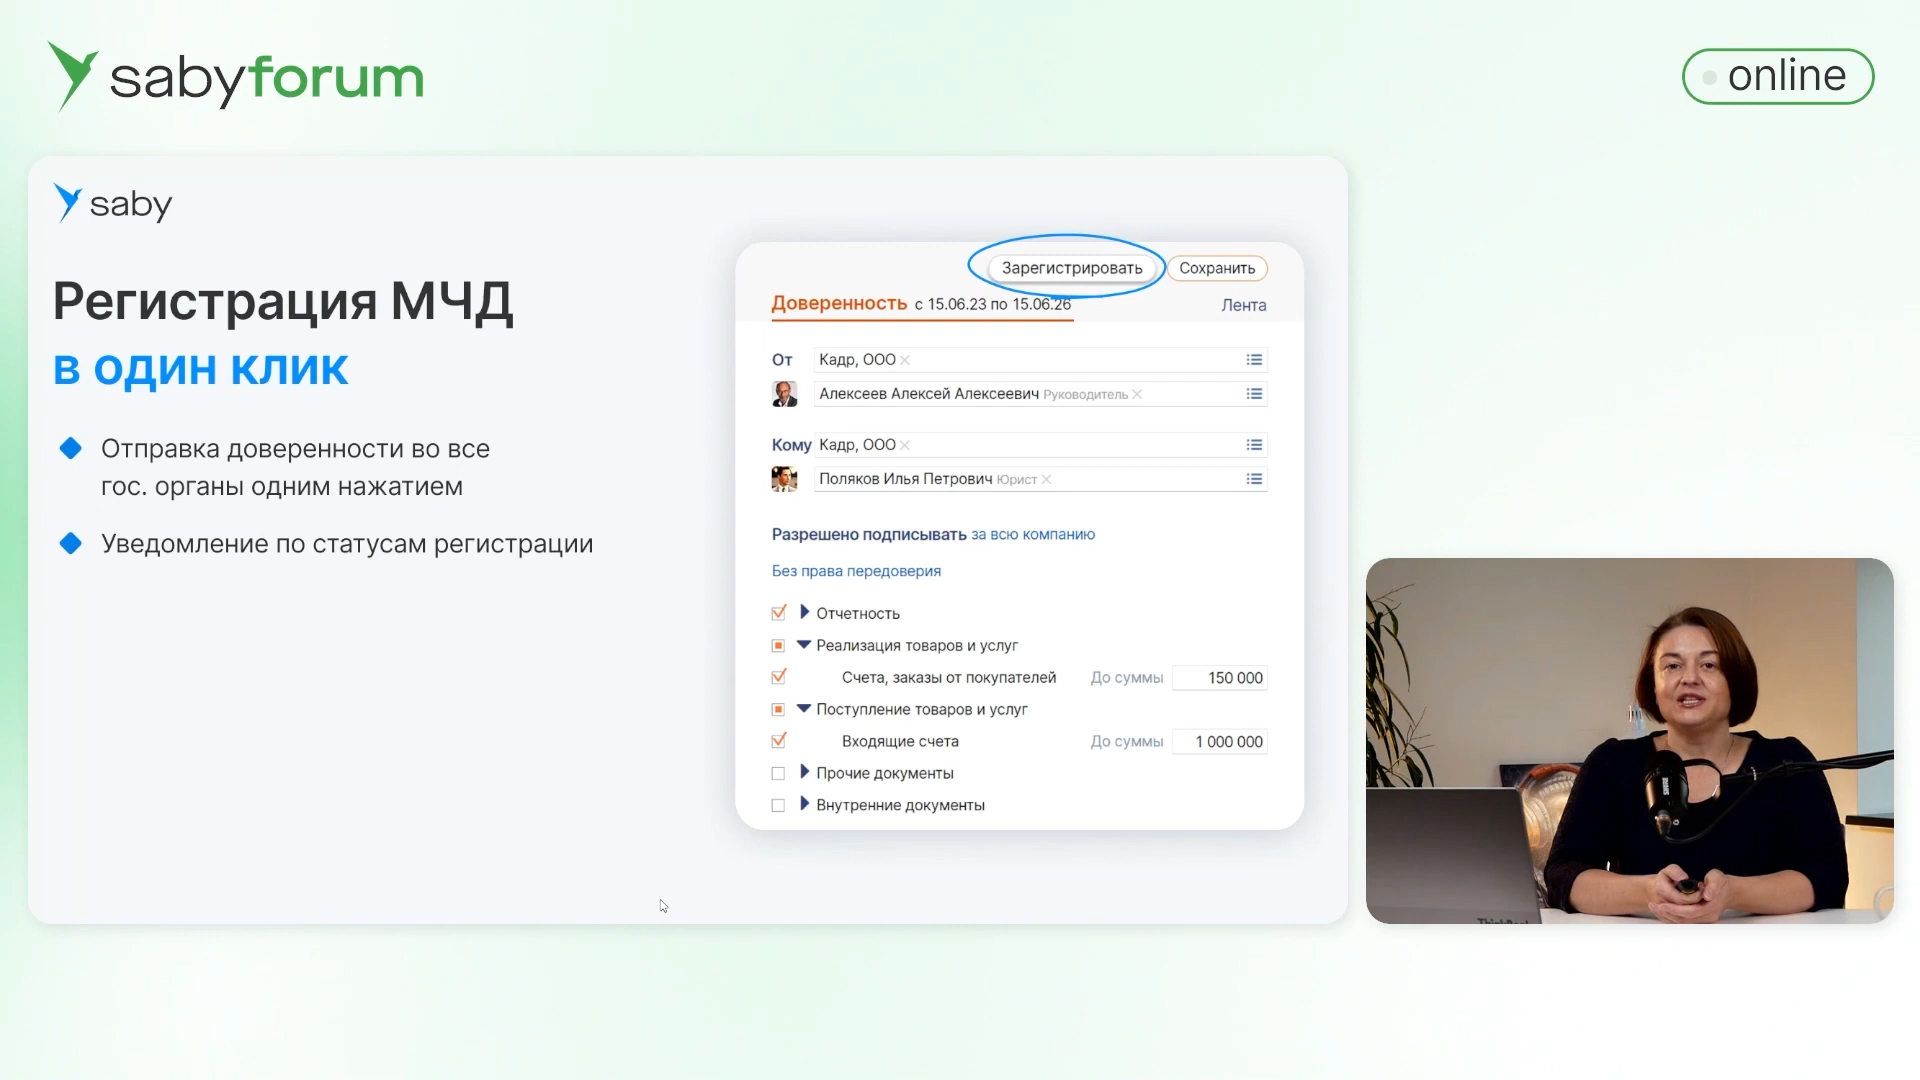 sabyforum
online
saby
Регистрация МЧД
в один клик
Отправка доверенности во все
гос. органы одним нажатием
Уведомление по статусам регистрации
Зарегистрировать Сохранить
Доверенность с 15.06.23 по 15.06.26 Лента
От Кадр, ООО
Алексеев Алексей Алексеевич Руководитель
Кому Кадр, ООО
Поляков Илья Петрович Юрист
Разрешено подписывать за всю компанию
Без права передоверия
Отчетность
Реализация товаров и услуг
Счета, заказы от покупателей До суммы 150 000
Поступление товаров и услуг
Входящие счета До суммы 1 000 000
Прочие документы
Внутренние документы